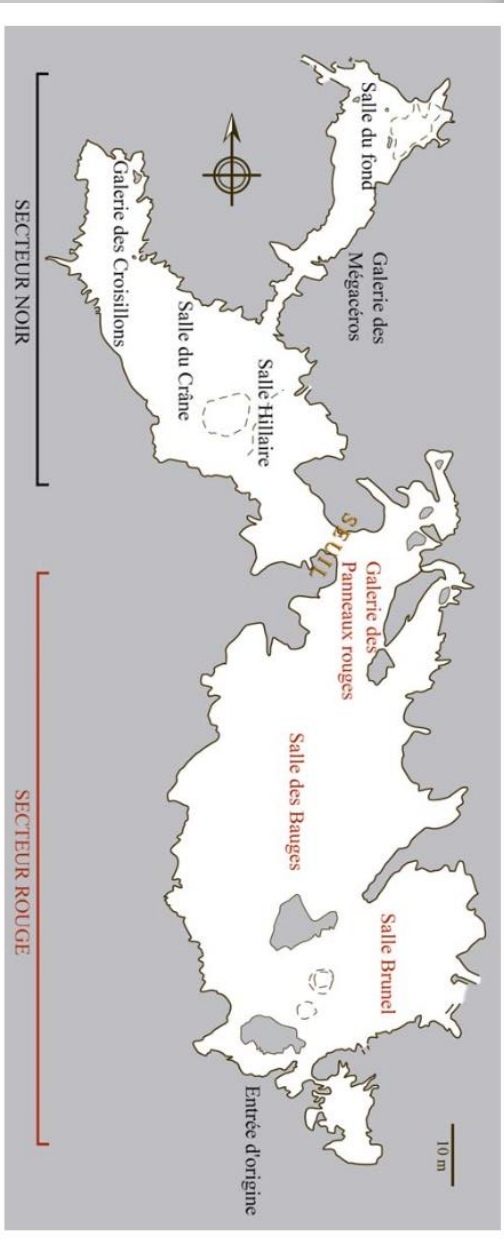 Salle du fond
Galerie des
Mégacéros
Galerie des Croisillons
Salle du Crâne
Salle Hillaire
SEUIL
Galerie des
Panneaux rouges
Salle des Bauges
Salle Brunel
Entrée d'origine
10 m
SECTEUR NOIR
SECTEUR ROUGE